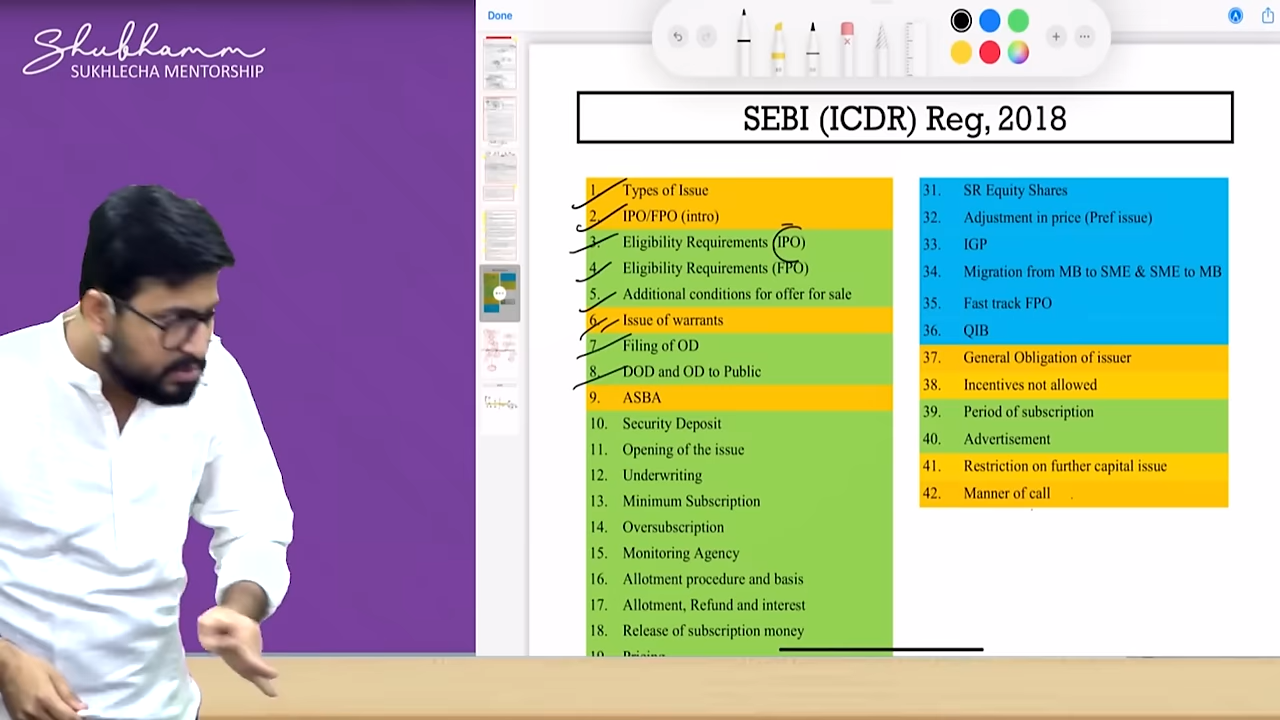 Shubhamm
SUKHLECHA MENTORSHIP
Done
SEBI (ICDR) Reg, 2018
1. Types of Issue
2. IPO/FPO (intro)
3. Eligibility Requirements (IPO)
4. Eligibility Requirements (FPO)
5. Additional conditions for offer for sale
6. Issue of warrants
7. Filing of OD
8. DOD and OD to Public
9. ASBA
10. Security Deposit
11. Opening of the issue
12. Underwriting
13. Minimum Subscription
14. Oversubscription
15. Monitoring Agency
16. Allotment procedure and basis
17. Allotment, Refund and interest
18. Release of subscription money
19. Pricing
31. SR Equity Shares
32. Adjustment in price (Pref issue)
33. IGP
34. Migration from MB to SME & SME to MB
35. Fast track FPO
36. QIB
37. General Obligation of issuer
38. Incentives not allowed
39. Period of subscription
40. Advertisement
41. Restriction on further capital issue
42. Manner of call